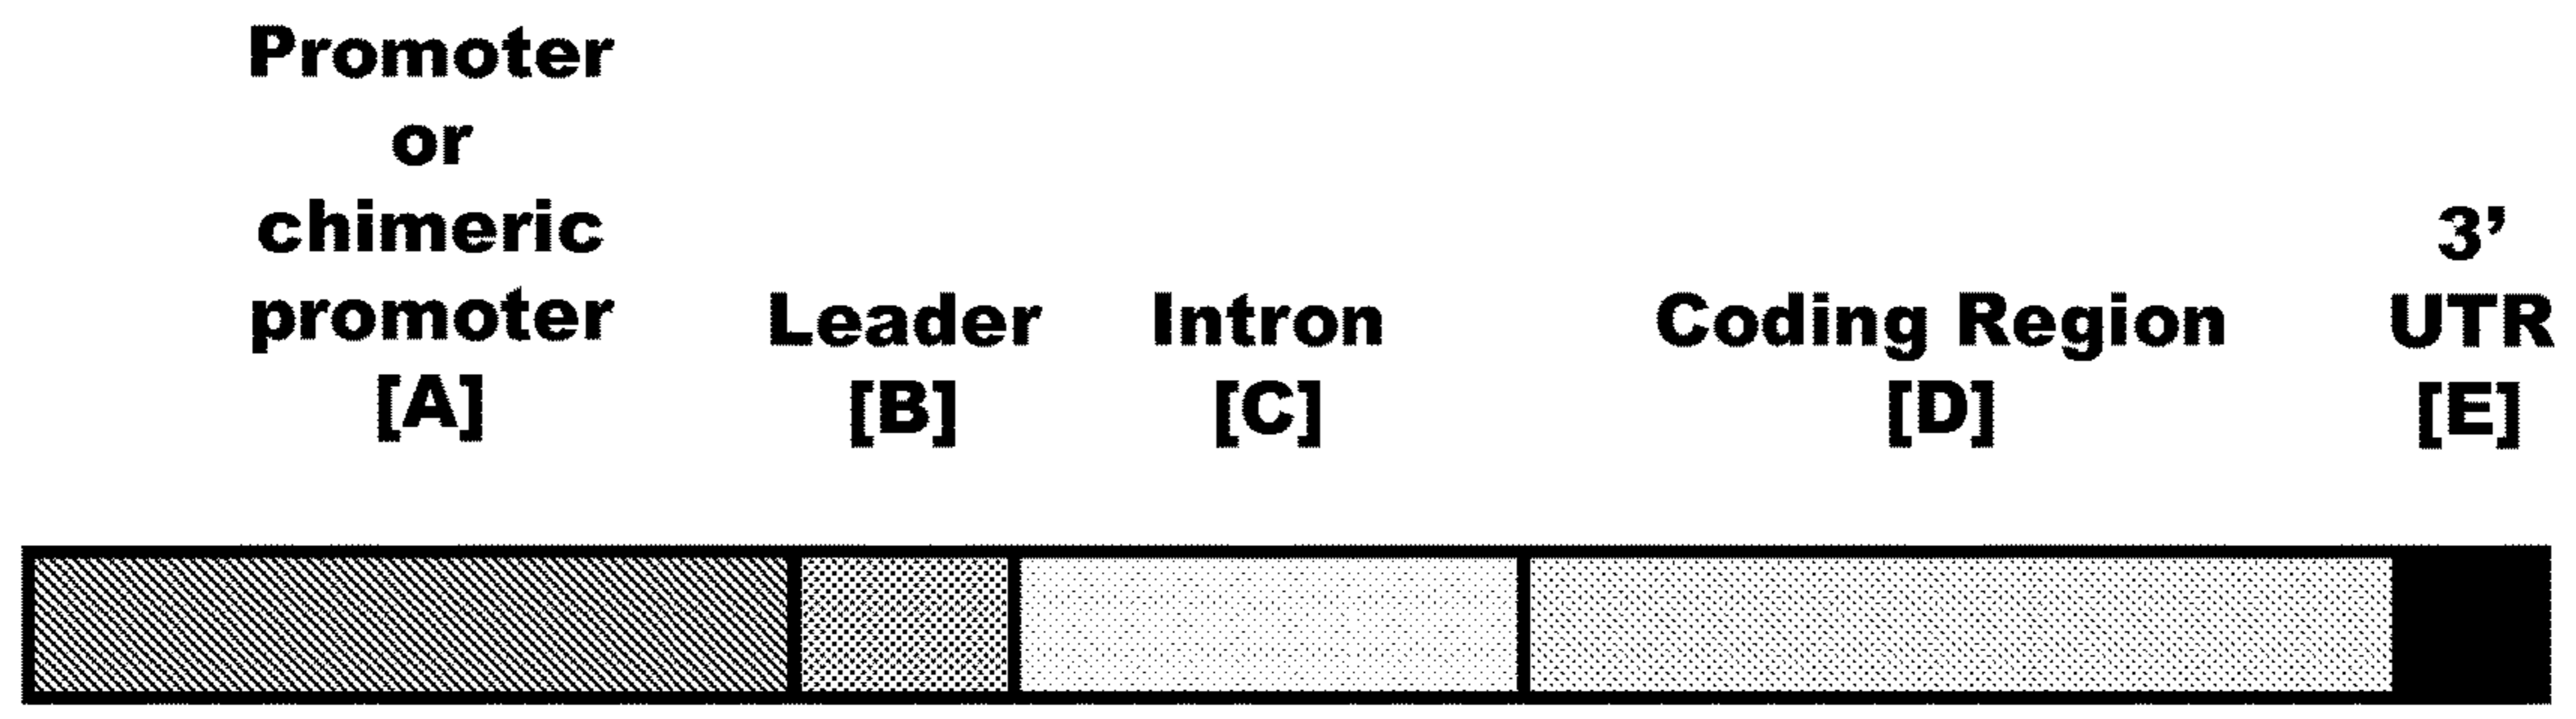 Promoter
or
chimeric
promoter
[A]
Leader
[B]
Intron
[C]
Coding Region
[D]
3’
UTR
[E]